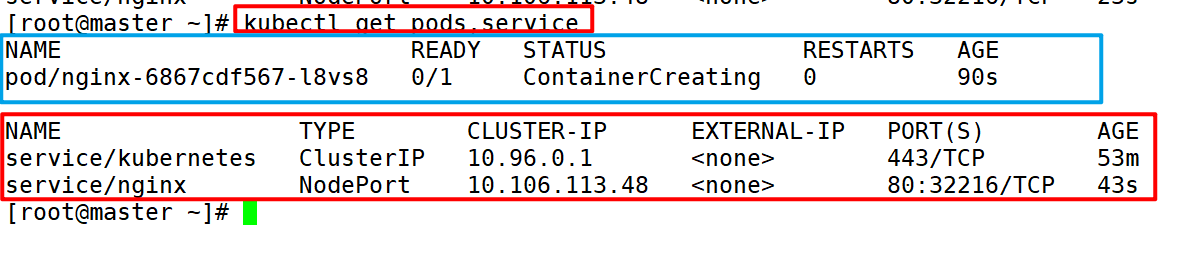 service/nginx NodePort 10.106.113.48 <none> 80:32216/TCP 23s
[root@master ~]# kubectl get pods,service
NAME READY STATUS RESTARTS AGE
pod/nginx-6867cdf567-l8vs8 0/1 ContainerCreating 0 90s
NAME TYPE CLUSTER-IP EXTERNAL-IP PORT(S) AGE
service/kubernetes ClusterIP 10.96.0.1 <none> 443/TCP 53m
service/nginx NodePort 10.106.113.48 <none> 80:32216/TCP 43s
[root@master ~]#